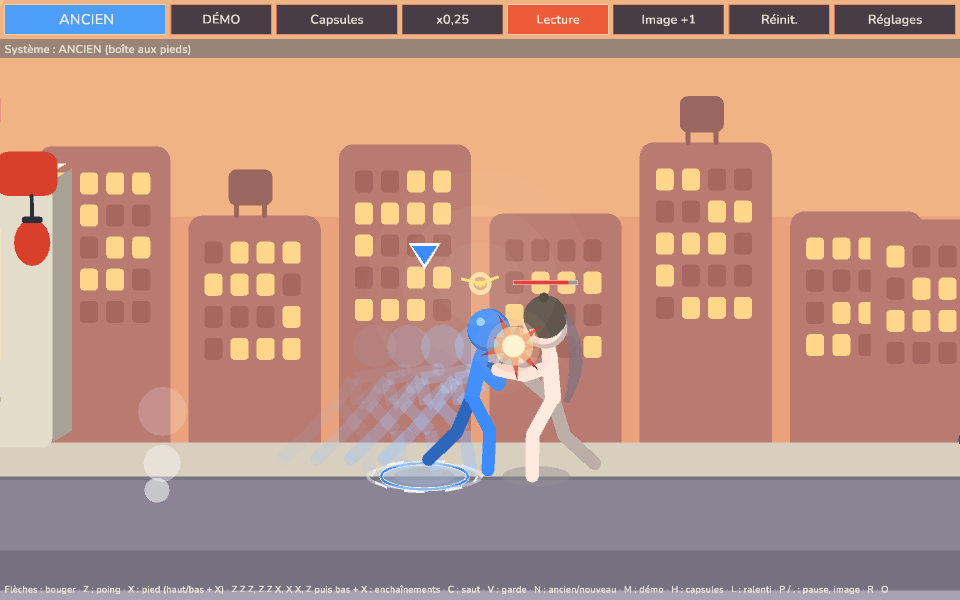 ANCIEN DÉMO Capsules x0,25 Lecture Image +1 Réinit. Réglages
Système : ANCIEN (boîte aux pieds)
Flèches : bouger · Z : poing · X : pied (haut/bas + X) · Z Z Z, Z Z X, X X, Z puis bas + X : enchaînements · C : saut · V : garde · N : ancien/nouveau · M : démo · H : capsules · L : ralenti · P / . : pause, image · R · O